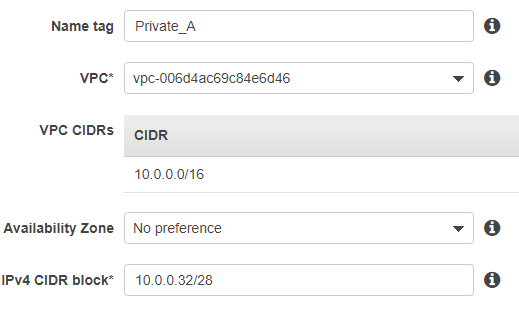 Name tag Private_A
VPC* vpc-006d4ac69c84e6d46
VPC CIDRs CIDR
10.0.0.0/16
Availability Zone No preference
IPv4 CIDR block* 10.0.0.32/28